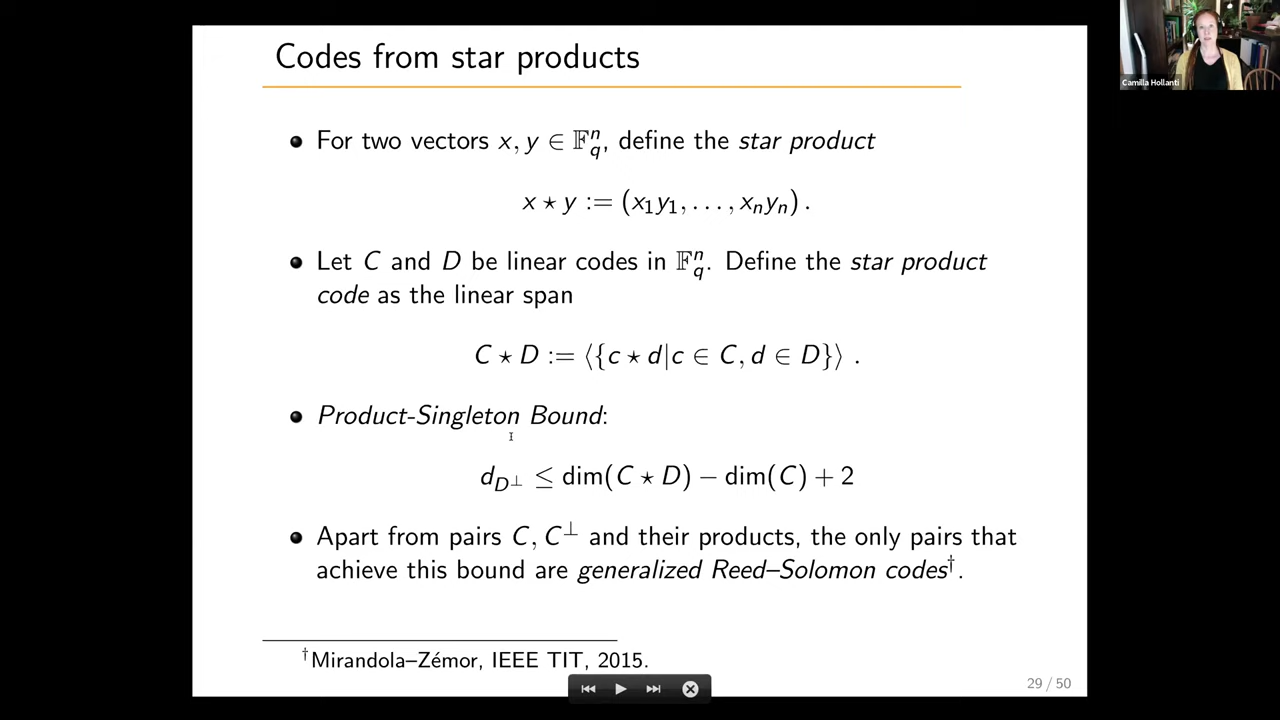 Codes from star products
Camilla Hollanti
• For two vectors x, y ∈ 𝔽_q^n, define the star product
x ⋆ y := (x₁y₁, . . . , xₙyₙ) .
• Let C and D be linear codes in 𝔽_q^n. Define the star product
code as the linear span
C ⋆ D := ⟨{c ⋆ d|c ∈ C, d ∈ D}⟩ .
• Product-Singleton Bound:
d_{D^⊥} ≤ dim(C ⋆ D) − dim(C) + 2
• Apart from pairs C, C^⊥ and their products, the only pairs that
achieve this bound are generalized Reed–Solomon codes†.
†Mirandola–Zémor, IEEE TIT, 2015.
29 / 50